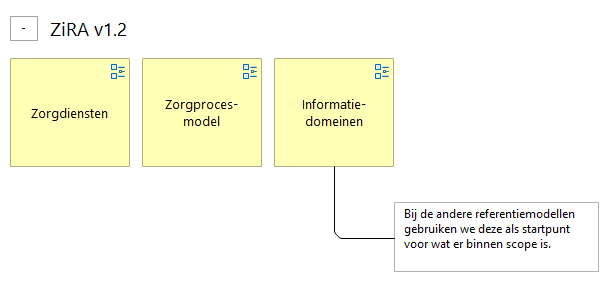 - ZiRA v1.2
Zorgdiensten
Zorgproces-
model
Informatie-
domeinen
Bij de andere referentiemodellen
gebruiken we deze als startpunt
voor wat er binnen scope is.